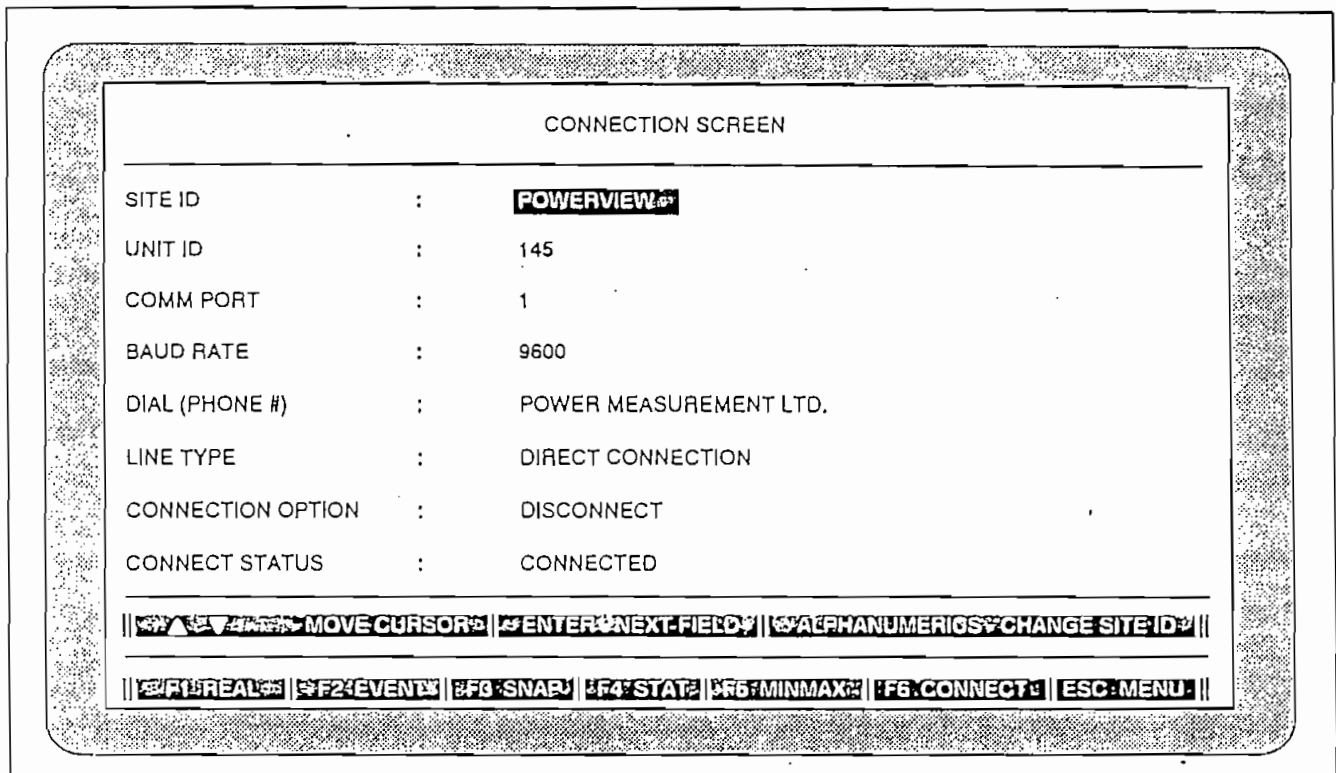 CONNECTION SCREEN
SITE ID : POWERVIEW
UNIT ID : 145
COMM PORT : 1
BAUD RATE : 9600
DIAL (PHONE #) : POWER MEASUREMENT LTD.
LINE TYPE : DIRECT CONNECTION
CONNECTION OPTION : DISCONNECT
CONNECT STATUS : CONNECTED
MOVE CURSOR || ENTER NEXT FIELD || ALPHANUMERICS CHANGE SITE ID ||
|| F1 REAL || F2 EVENT || F3 SNAP || F4 STAT || F5 MINMAX || F6 CONNECT || ESC MENU ||